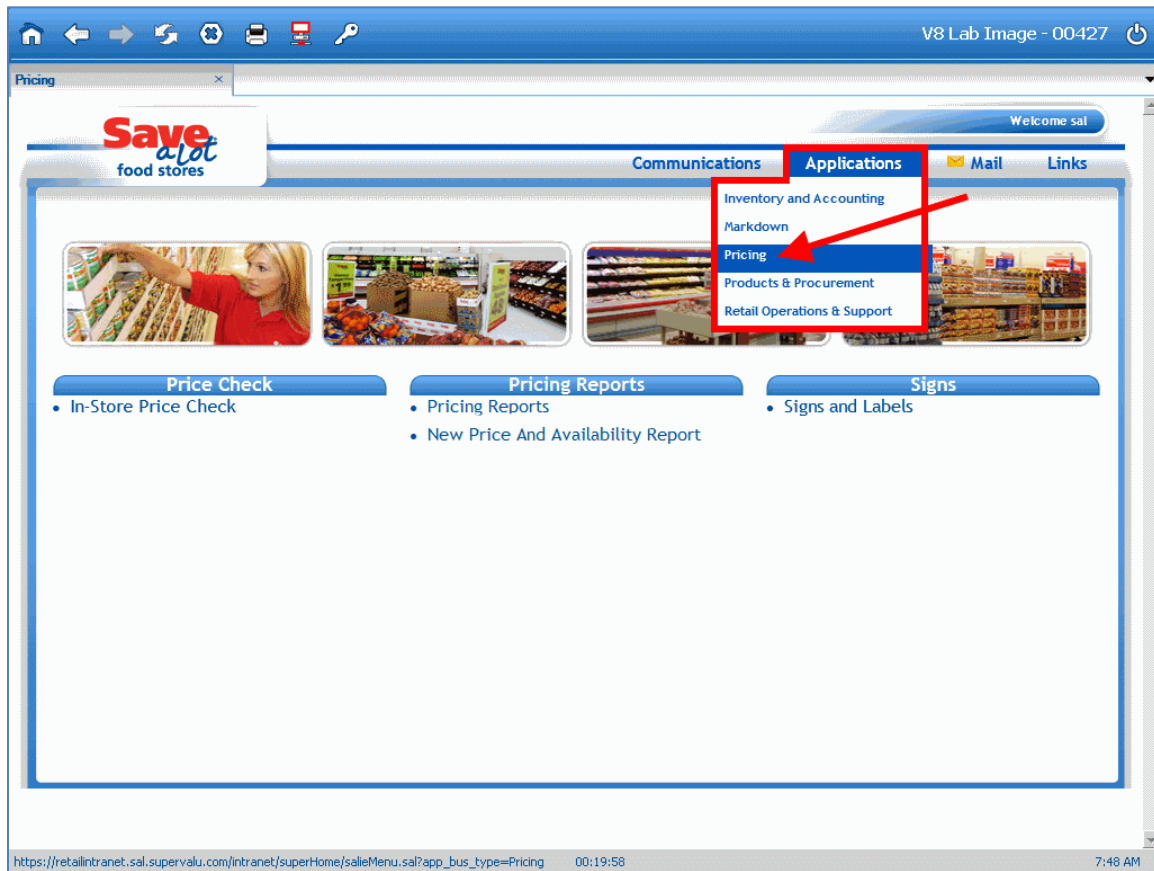 V8 Lab Image - 00427
Pricing
Welcome sal
Save
a lot
food stores
Communications Applications Mail Links
Inventory and Accounting
Markdown
Pricing
Products & Procurement
Retail Operations & Support
Price Check
In-Store Price Check
Pricing Reports
Pricing Reports
New Price And Availability Report
Signs
Signs and Labels
https://retailintranet.sal.supervalu.com/intranet/superHome/salieMenu.sal?app_bus_type=Pricing 00:19:58 7:48 AM